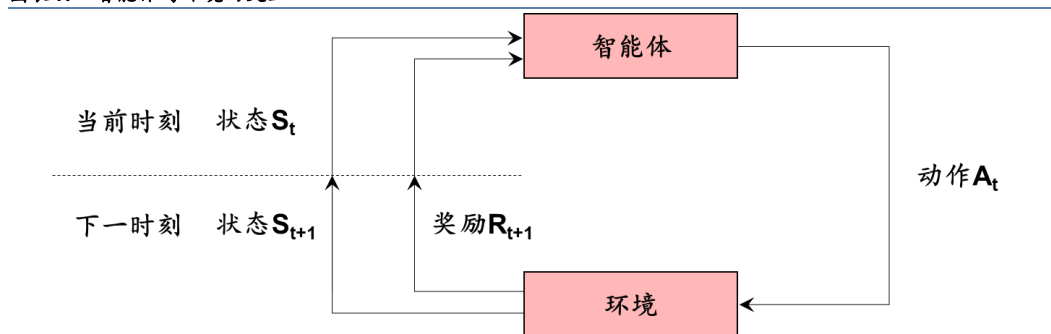 智能体
当前时刻 状态St
动作At
下一时刻 状态St+1
奖励Rt+1
环境